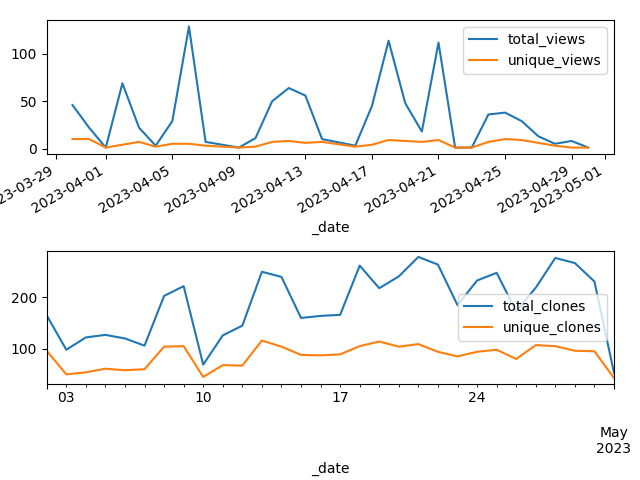 total_views
unique_views
100
50
0
2023-03-29
2023-04-01
2023-04-05
2023-04-09
2023-04-13
2023-04-17
2023-04-21
2023-04-25
2023-04-29
2023-05-01
_date
total_clones
unique_clones
200
100
03
10
17
24
May
2023
_date